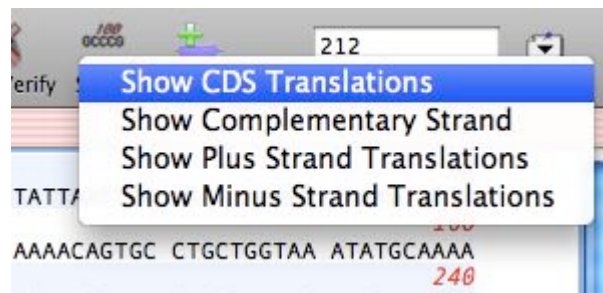 100
GCCCG
212
erify
Show CDS Translations
Show Complementary Strand
Show Plus Strand Translations
TATTA
Show Minus Strand Translations
AAAACAGTGC CTGCTGGTAA ATATGCAAAA
240